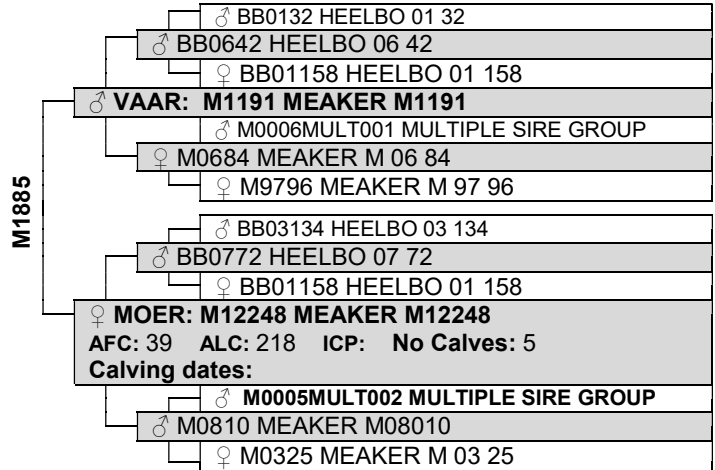 ♂ BB0132 HEELBO 01 32
♂ BB0642 HEELBO 06 42
♀ BB01158 HEELBO 01 158
♂ VAAR: M1191 MEAKER M1191
♂ M0006MULT001 MULTIPLE SIRE GROUP
♀ M0684 MEAKER M 06 84
♀ M9796 MEAKER M 97 96
M1885
♂ BB03134 HEELBO 03 134
♂ BB0772 HEELBO 07 72
♀ BB01158 HEELBO 01 158
♀ MOER: M12248 MEAKER M12248
AFC: 39 ALC: 218 ICP: No Calves: 5
Calving dates:
♂ M0005MULT002 MULTIPLE SIRE GROUP
♂ M0810 MEAKER M08010
♀ M0325 MEAKER M 03 25